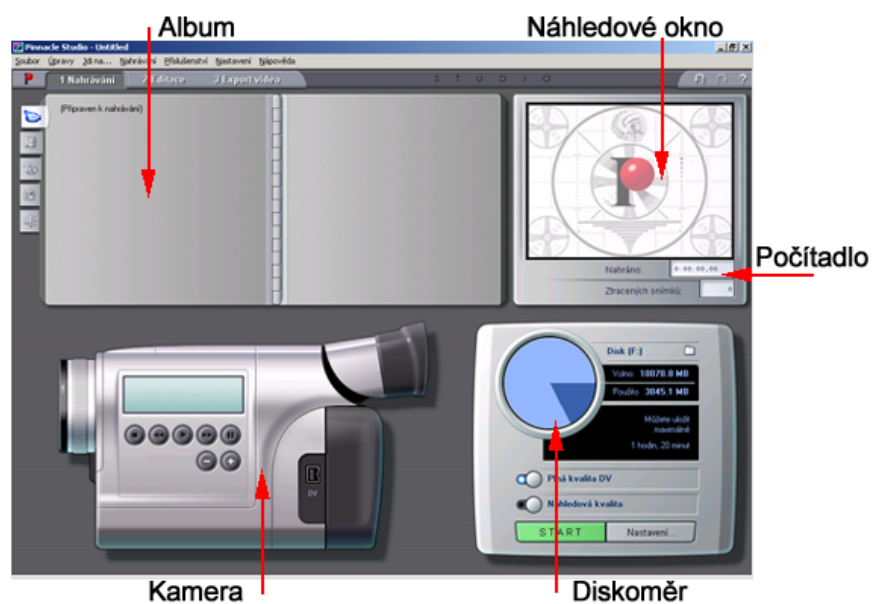 Album
Náhledové okno
Pinnacle Studio - Untitled
Soubor Úpravy Jdi na... Nahrávání Příslušenství Nastavení Nápověda
1 Nahrávání 2 Editace 3 Export videa S T U D I O
(Připraven k nahrávání)
Nahráno: 0:00:00.00
Počítadlo
Ztracených snímků: 0
Disk (F:)
Volno: 18078.0 MB
Použito 3845.1 MB
Můžete uložit
maximálně
1 hodin, 20 minut
DV
Plná kvalita DV
Náhledová kvalita
START Nastavení...
Kamera
Diskoměr